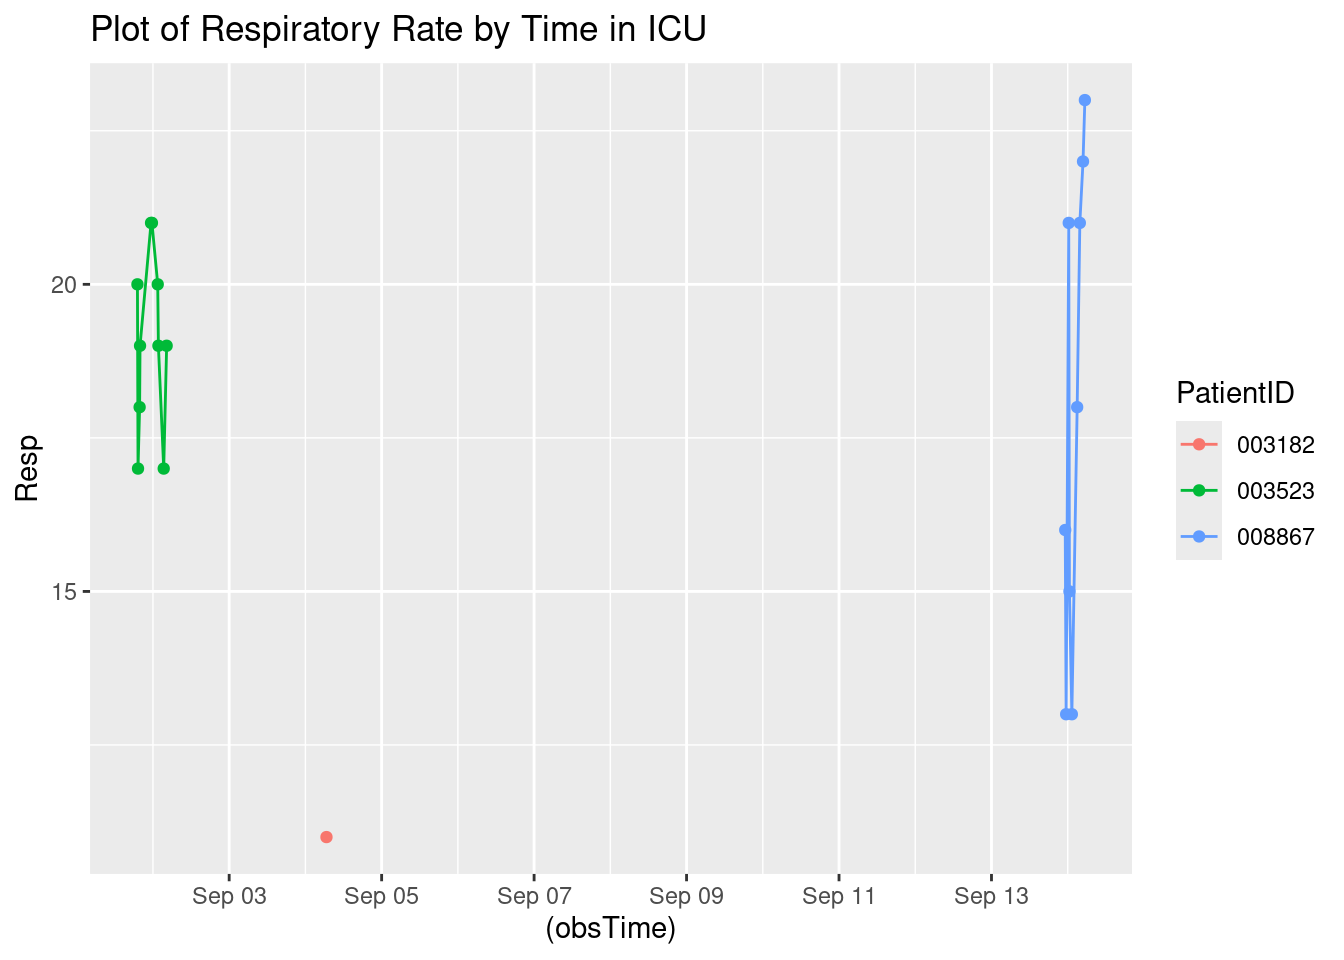 Plot of Respiratory Rate by Time in ICU
20
15
Resp
Sep 03 Sep 05 Sep 07 Sep 09 Sep 11 Sep 13
(obsTime)
PatientID
003182
003523
008867